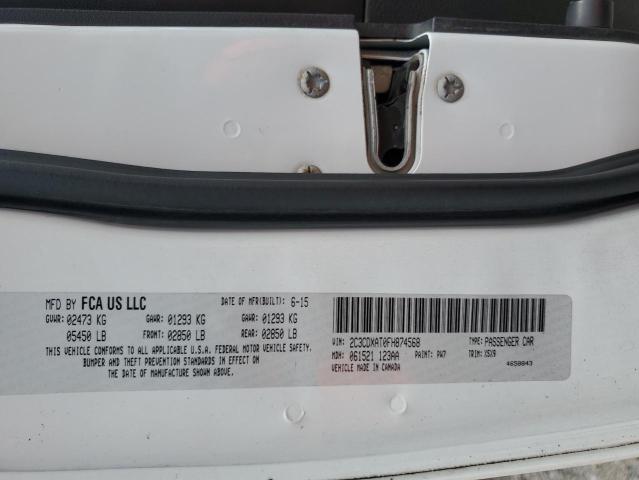 MFD BY FCA US LLC DATE OF MFR(BUILT): 6-15
GVWR: 02473 KG GAWR: 01293 KG GAWR: 01293 KG
05450 LB FRONT: 02850 LB REAR: 02850 LB
THIS VEHICLE CONFORMS TO ALL APPLICABLE U.S.A. FEDERAL MOTOR VEHICLE SAFETY,
BUMPER AND THEFT PREVENTION STANDARDS IN EFFECT ON
THE DATE OF MANUFACTURE SHOWN ABOVE.
VIN: 2C3CDXAT0FH874568 TYPE: PASSENGER CAR
MDH: 061521 123AA PAINT: PW7 TRIM: X5X9
VEHICLE MADE IN CANADA 4658843